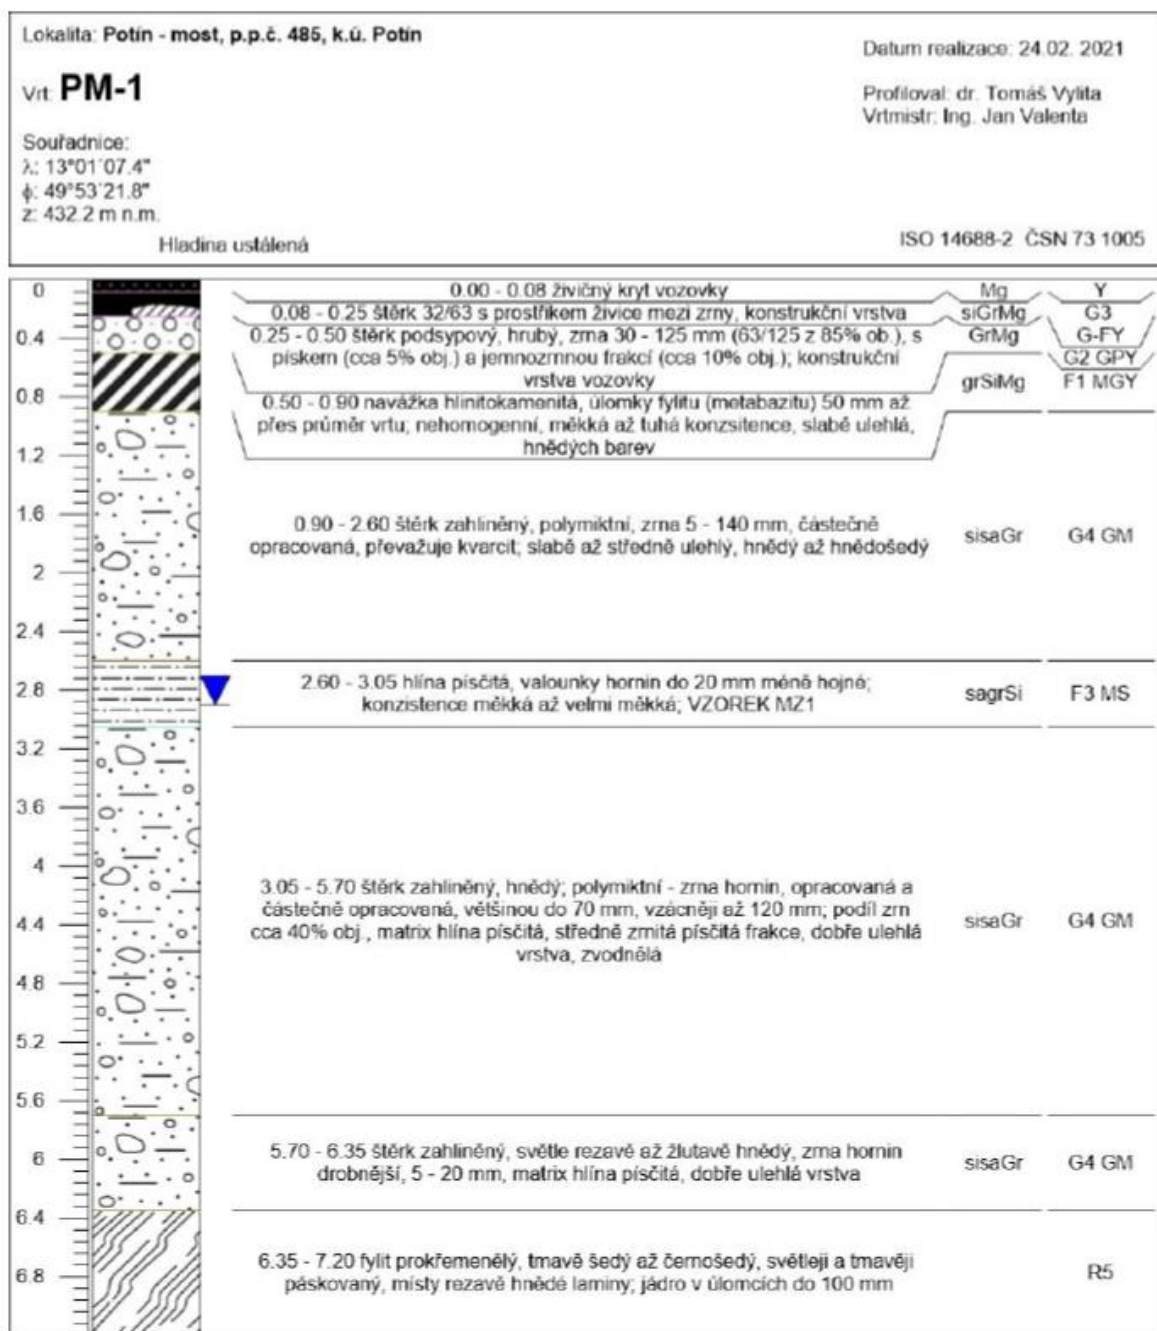 Lokalita: Potín - most, p.p.č. 485, k.ú. Potín
Datum realizace: 24.02. 2021
Vrt: PM-1
Profiloval: dr. Tomáš Vylita
Vrtmistr: Ing. Jan Valenta
Souřadnice:
λ: 13°01´07.4"
ϕ: 49°53´21.8"
z: 432.2 m n.m.
Hladina ustálená
ISO 14688-2 ČSN 73 1005
0
0.00 - 0.08 živičný kryt vozovky Mg Y
0.08 - 0.25 štěrk 32/63 s prostřikem živice mezi zrny, konstrukční vrstva siGrMg G3
0.4
0.25 - 0.50 štěrk podsypový, hrubý, zrna 30 - 125 mm (63/125 z 85% ob.), s GrMg G-FY
pískem (cca 5% obj.) a jemnozrnnou frakcí (cca 10% obj.); konstrukční G2 GPY
vrstva vozovky grSiMg F1 MGY
0.8
0.50 - 0.90 navážka hlinitokamenitá, úlomky fylitu (metabazitu) 50 mm až
přes průměr vrtu; nehomogenní, měkká až tuhá konzsitence, slabě ulehlá,
hnědých barev
1.2
1.6
0.90 - 2.60 štěrk zahliněný, polymiktní, zrna 5 - 140 mm, částečně
opracovaná, převažuje kvarcit; slabě až středně ulehlý, hnědý až hnědošedý sisaGr G4 GM
2
2.4
2.8
2.60 - 3.05 hlína písčitá, valounky hornin do 20 mm méně hojné;
konzistence měkká až velmi měkká; VZOREK MZ1 sagrSi F3 MS
3.2
3.6
4
3.05 - 5.70 štěrk zahliněný, hnědý; polymiktní - zrna hornin, opracovaná a
částečně opracovaná, většinou do 70 mm, vzácněji až 120 mm; podíl zrn
4.4
cca 40% obj., matrix hlína písčitá, středně zrnitá písčitá frakce, dobře ulehlá sisaGr G4 GM
vrstva, zvodnělá
4.8
5.2
5.6
5.70 - 6.35 štěrk zahliněný, světle rezavě až žlutavě hnědý, zrna hornin
6
drobnější, 5 - 20 mm, matrix hlína písčitá, dobře ulehlá vrstva sisaGr G4 GM
6.4
6.35 - 7.20 fylit prokřemenělý, tmavě šedý až černošedý, světleji a tmavěji
6.8
páskovaný, místy rezavě hnědé laminy; jádro v úlomcích do 100 mm R5